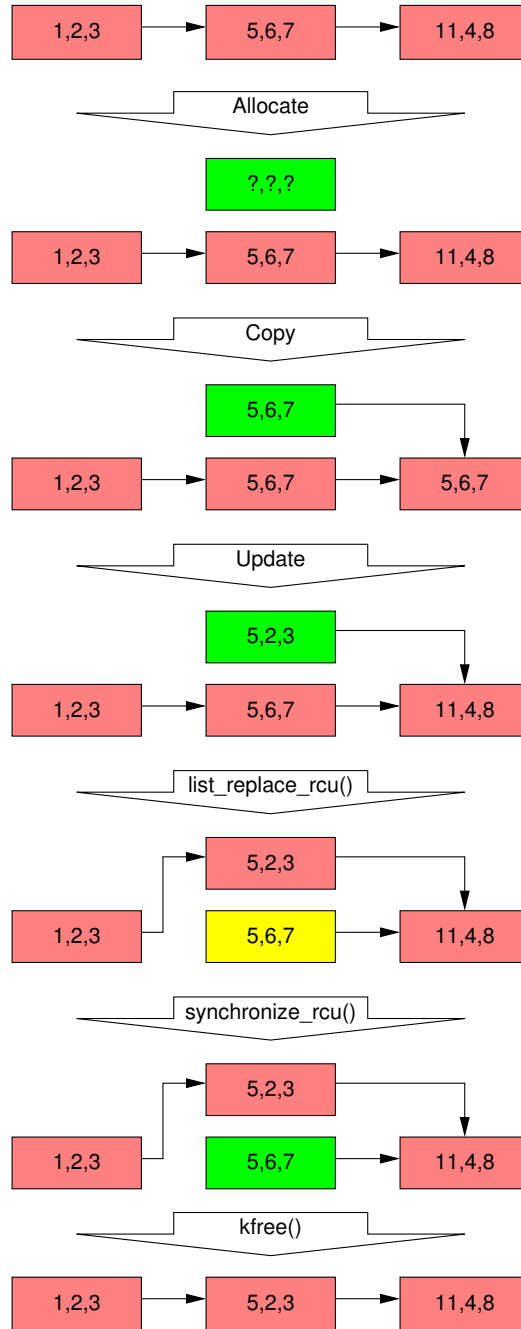 1,2,3 5,6,7 11,4,8
Allocate
?,?,?
1,2,3 5,6,7 11,4,8
Copy
5,6,7
1,2,3 5,6,7 5,6,7
Update
5,2,3
1,2,3 5,6,7 11,4,8
list_replace_rcu()
5,2,3
1,2,3 5,6,7 11,4,8
synchronize_rcu()
5,2,3
1,2,3 5,6,7 11,4,8
kfree()
1,2,3 5,2,3 11,4,8